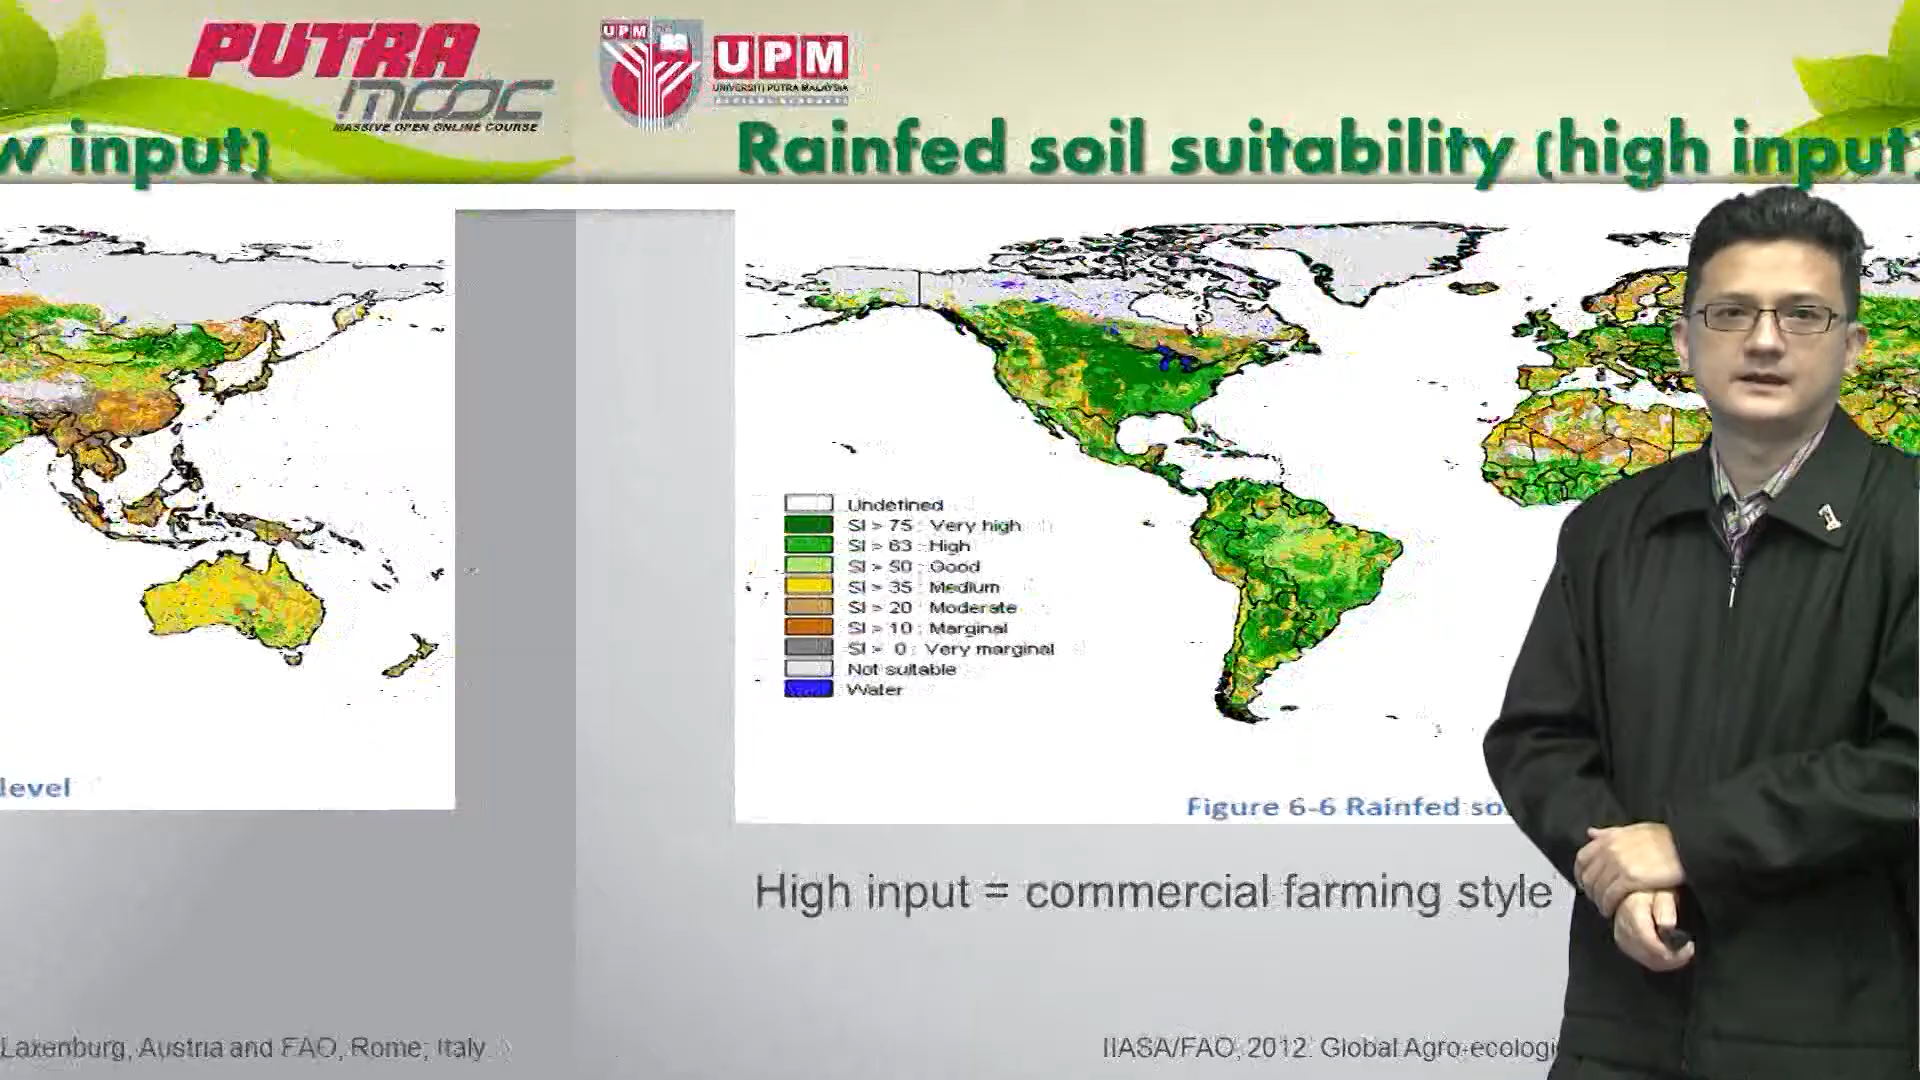 PUTRA
mooc
MASSIVE OPEN ONLINE COURSE
UPM
UPM
UNIVERSITI PUTRA MALAYSIA
w input)
Rainfed soil suitability (high input)
Undefined
SI > 75 : Very high
SI > 63 : High
SI > 50 : Good
SI > 35 : Medium
SI > 20 : Moderate
SI > 10 : Marginal
SI > 0 : Very marginal
Not suitable
Water
level
Figure 6-6 Rainfed so
High input = commercial farming style
Laxenburg, Austria and FAO, Rome, Italy
IIASA/FAO, 2012. Global Agro-ecologi